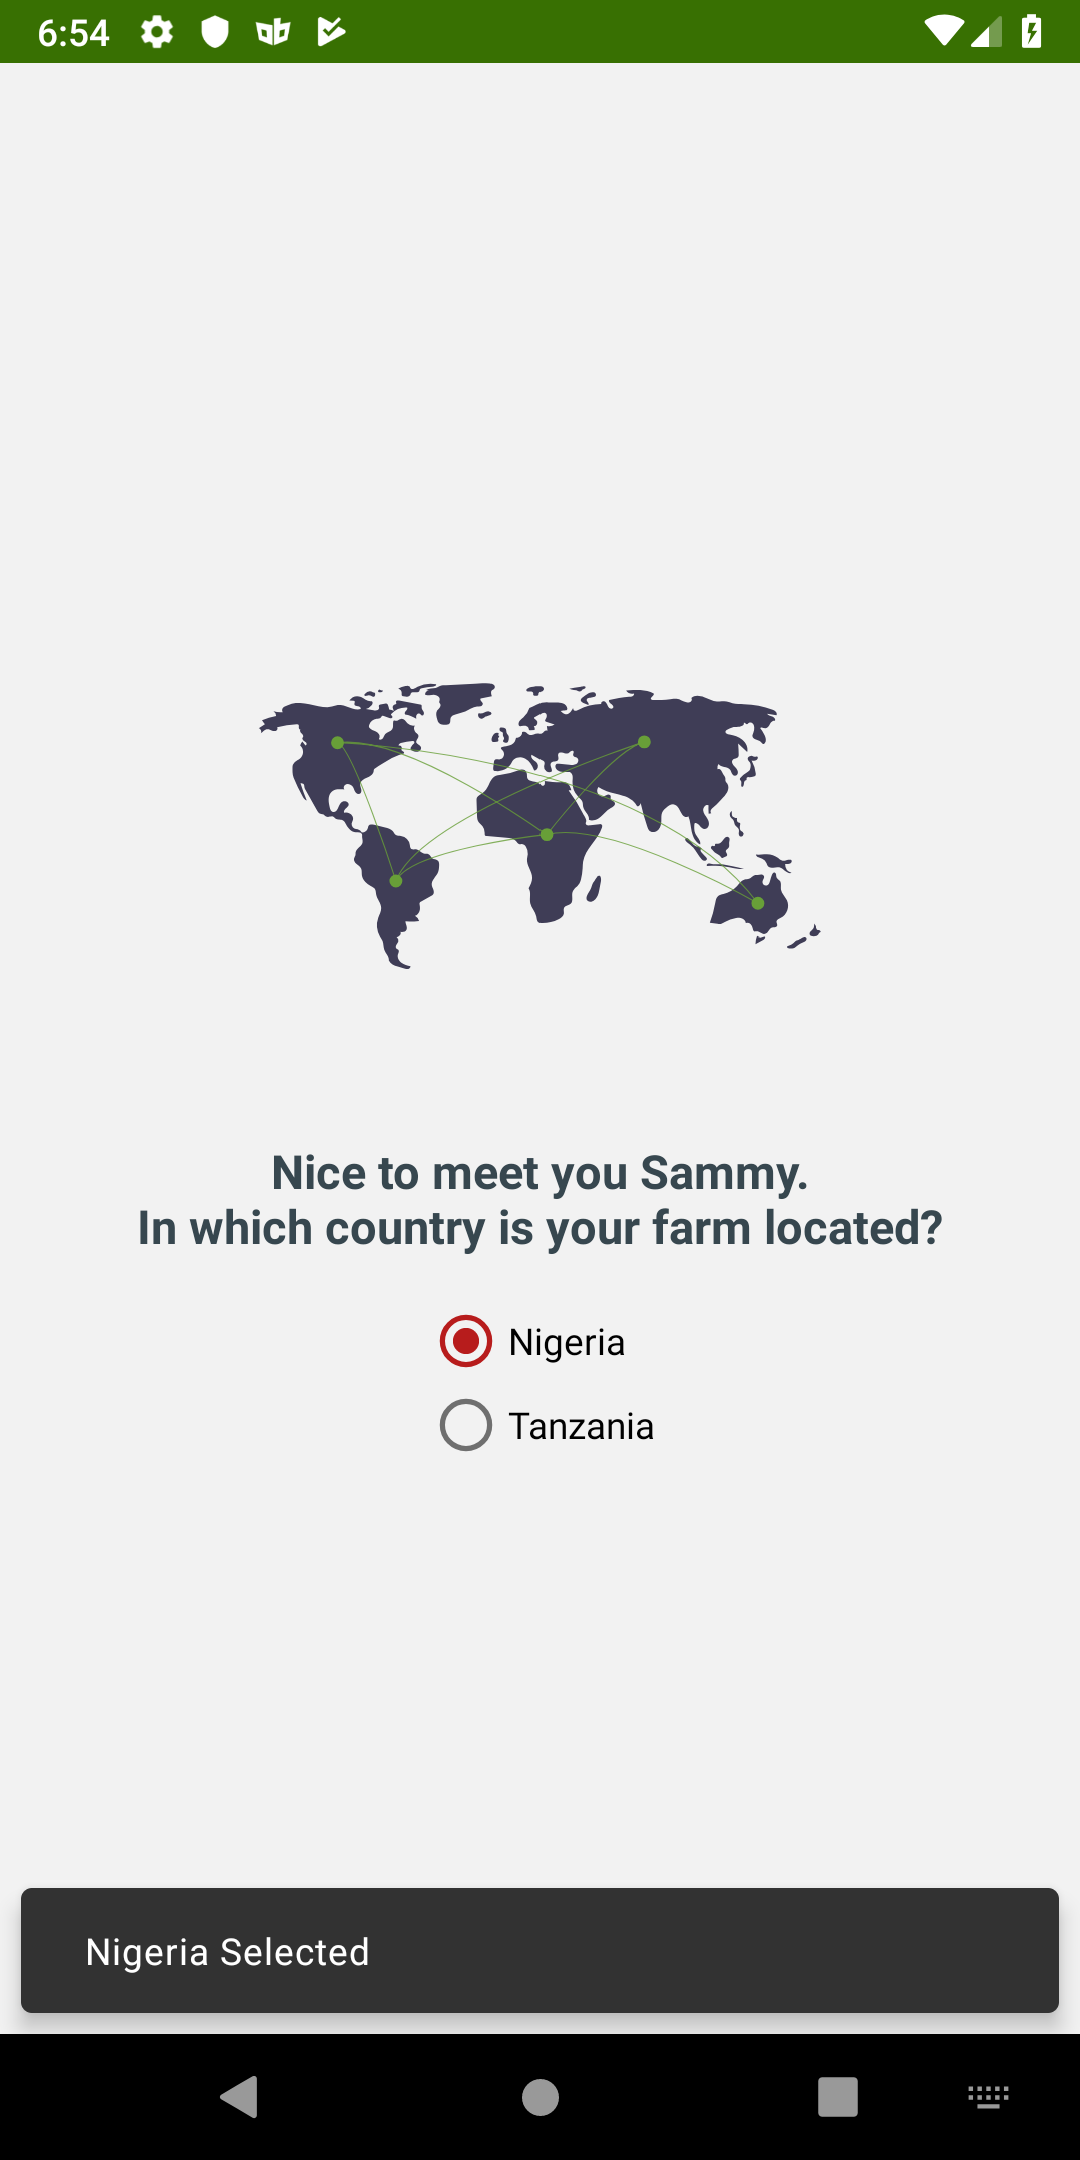 6:54
Nice to meet you Sammy.
In which country is your farm located?
Nigeria
Tanzania
Nigeria Selected